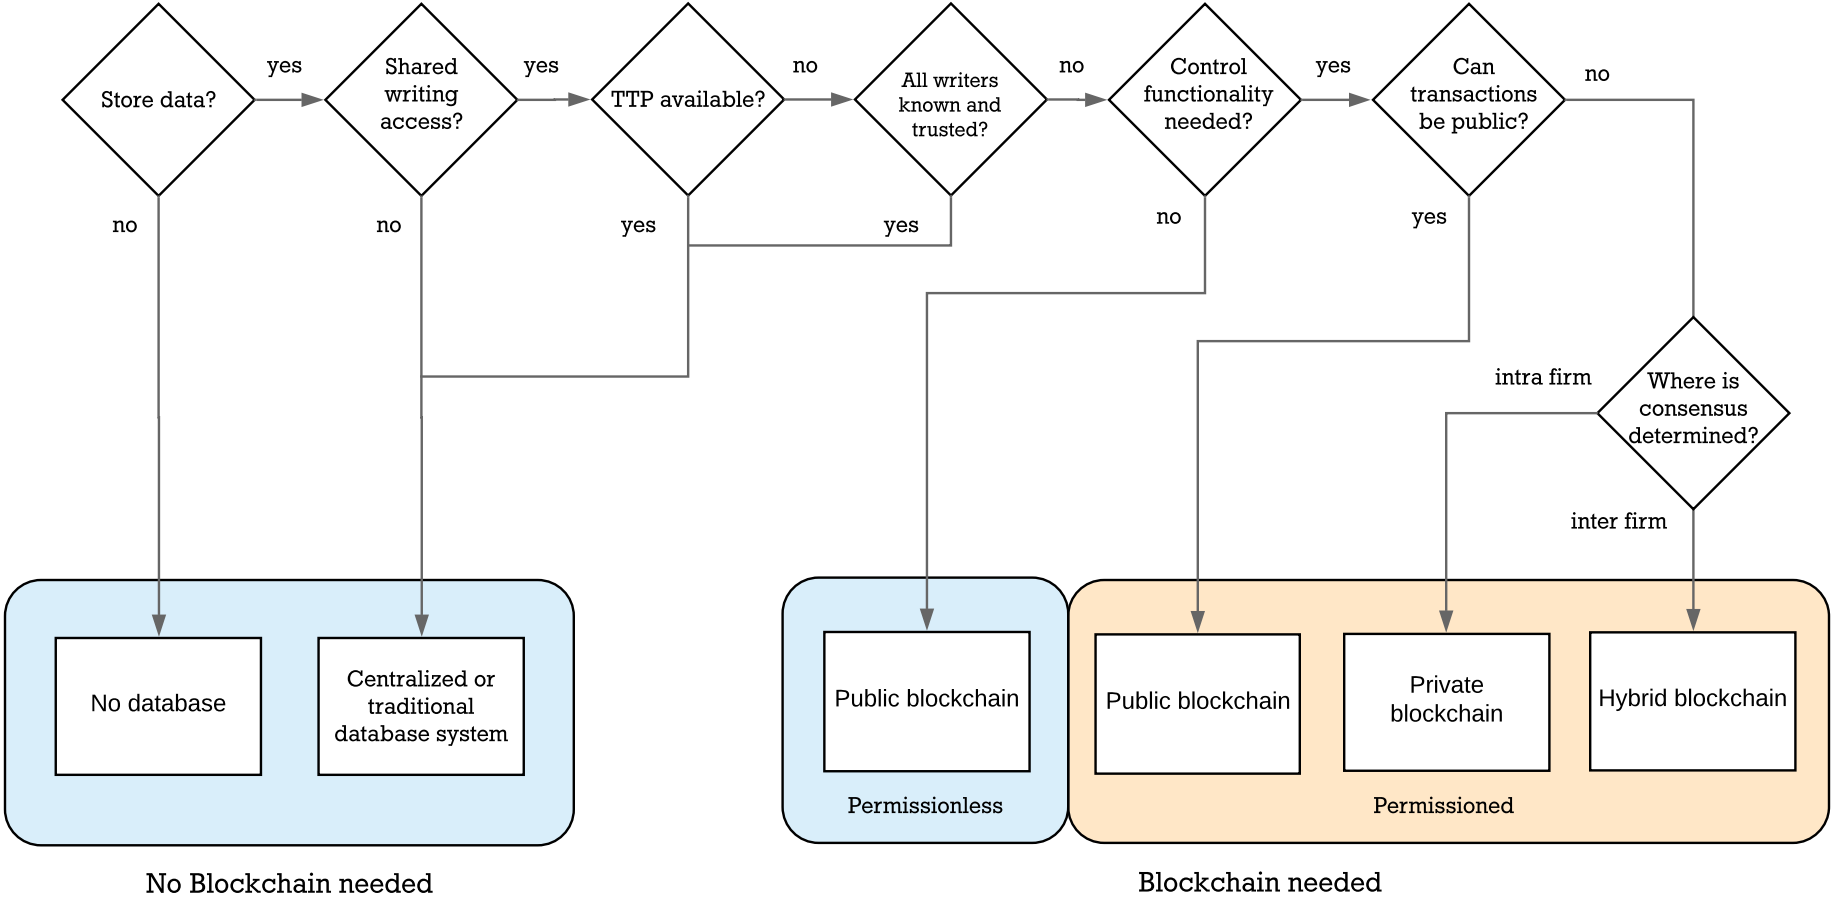 Store data?
yes
Shared
writing
access?
yes
TTP available?
no
All writers
known and
trusted?
no
Control
functionality
needed?
yes
Can
transactions
be public?
no
no
no
yes
yes
no
yes
intra firm
Where is
consensus
determined?
inter firm
No database
Centralized or
traditional
database system
Public blockchain
Public blockchain
Private
blockchain
Hybrid blockchain
Permissionless
Permissioned
No Blockchain needed
Blockchain needed